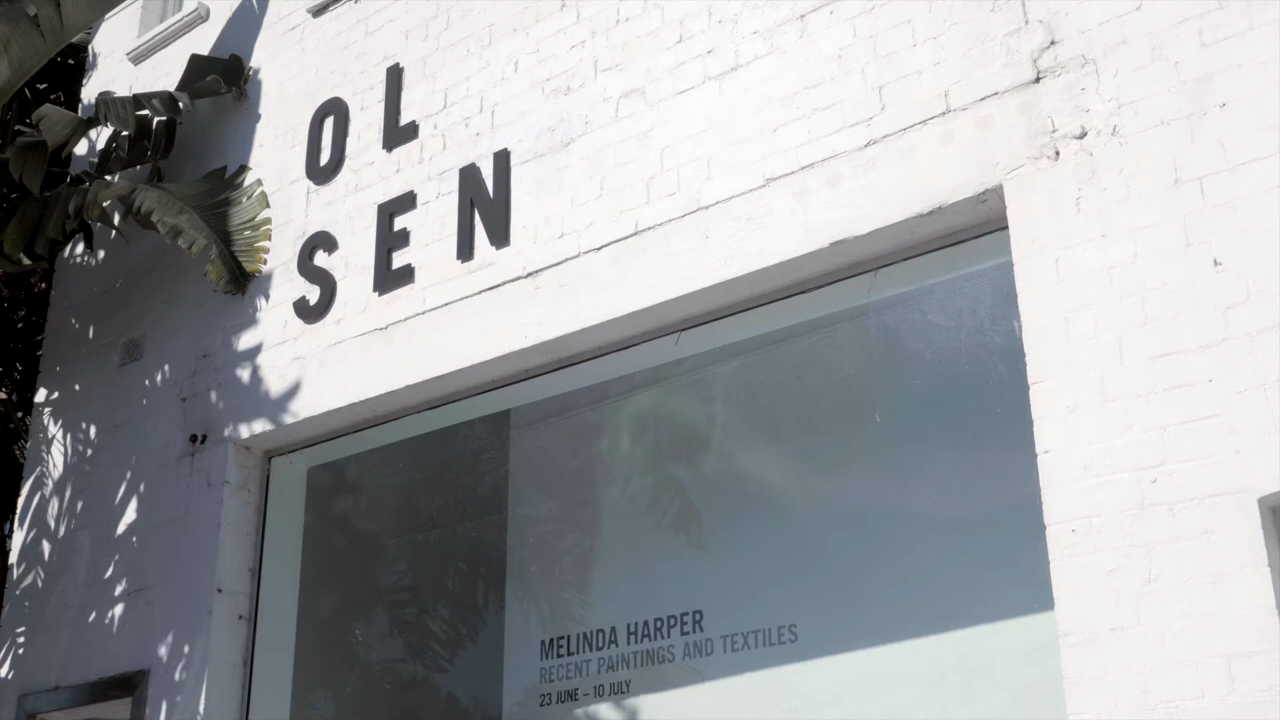 OL
SEN
MELINDA HARPER
RECENT PAINTINGS AND TEXTILES
23 JUNE – 10 JULY